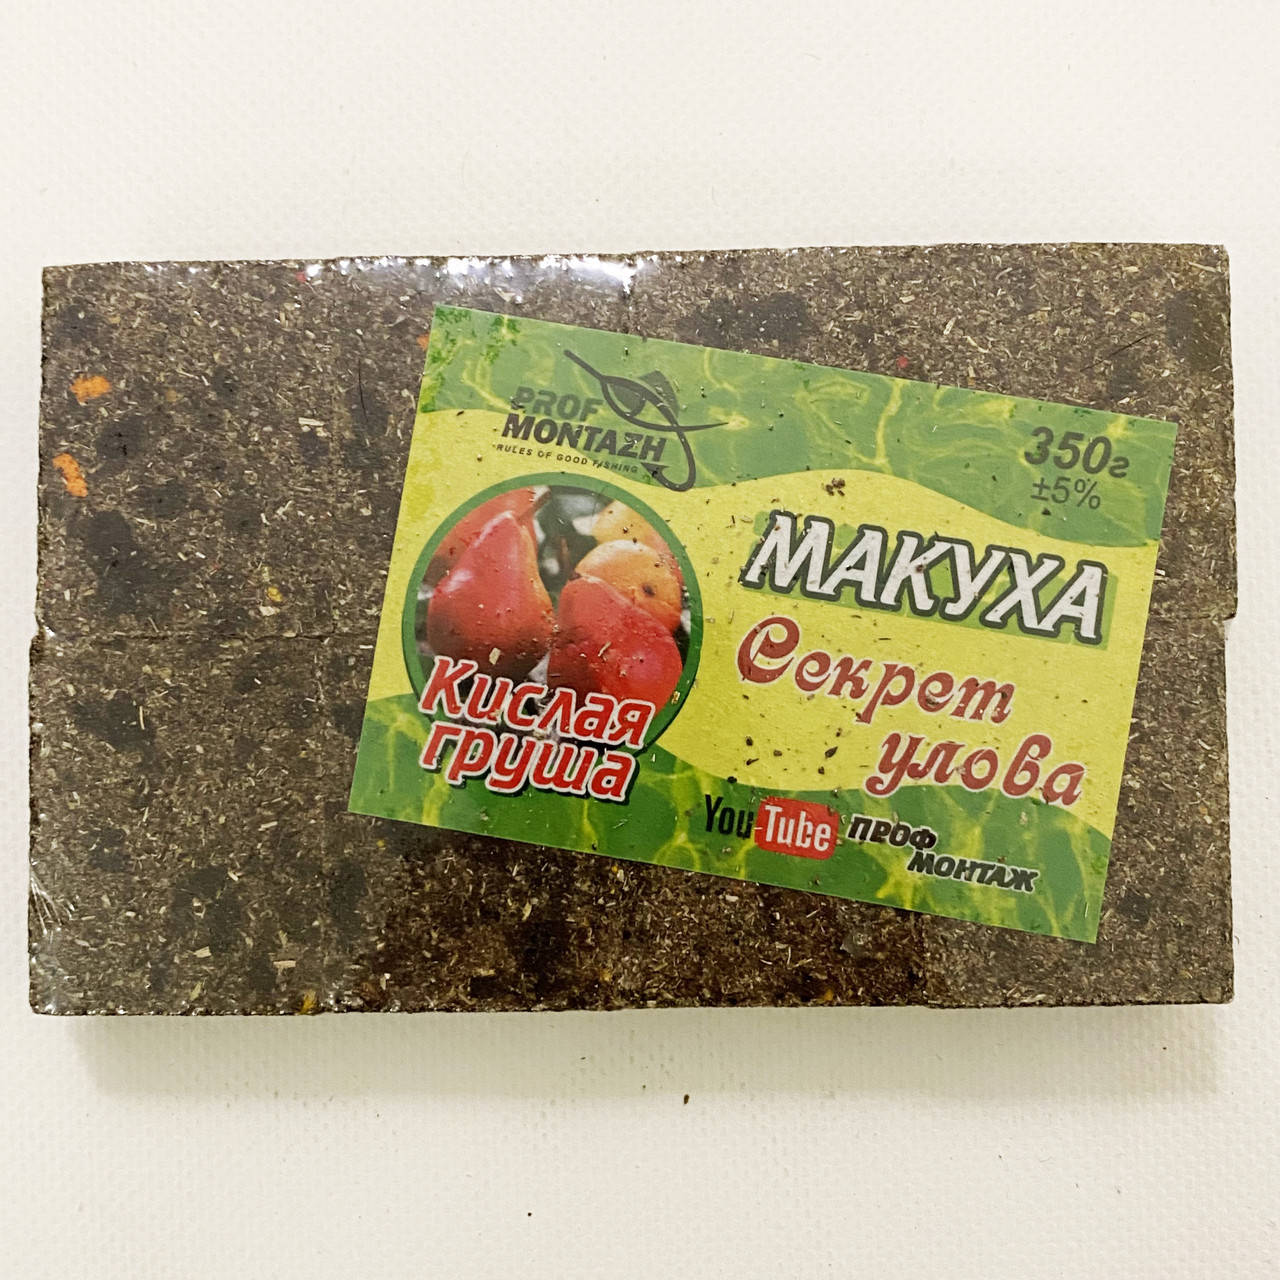 PROF
MONTAZH
RULES OF GOOD FISHING
350г
±5%
МАКУХА
Секрет
улова
Кислая
груша
YouTube ПРОФ
МОНТАЖ